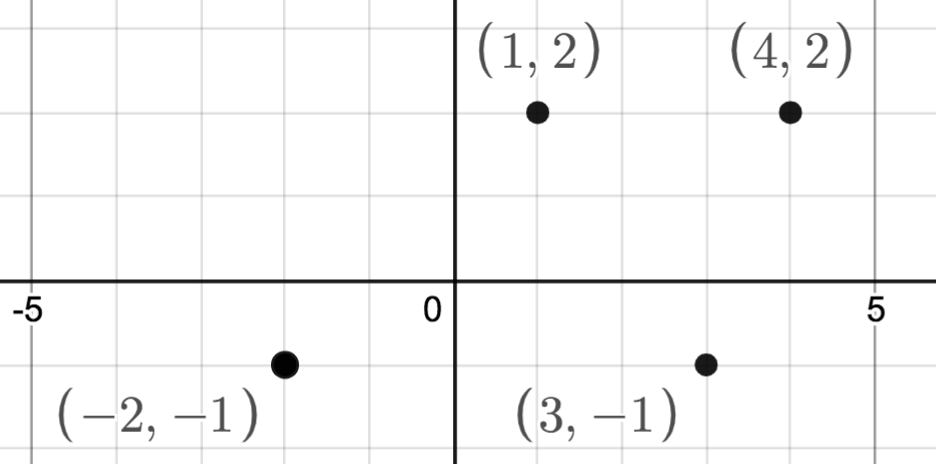 (1, 2) (4, 2)
-5 0 5
(−2, −1) (3, −1)